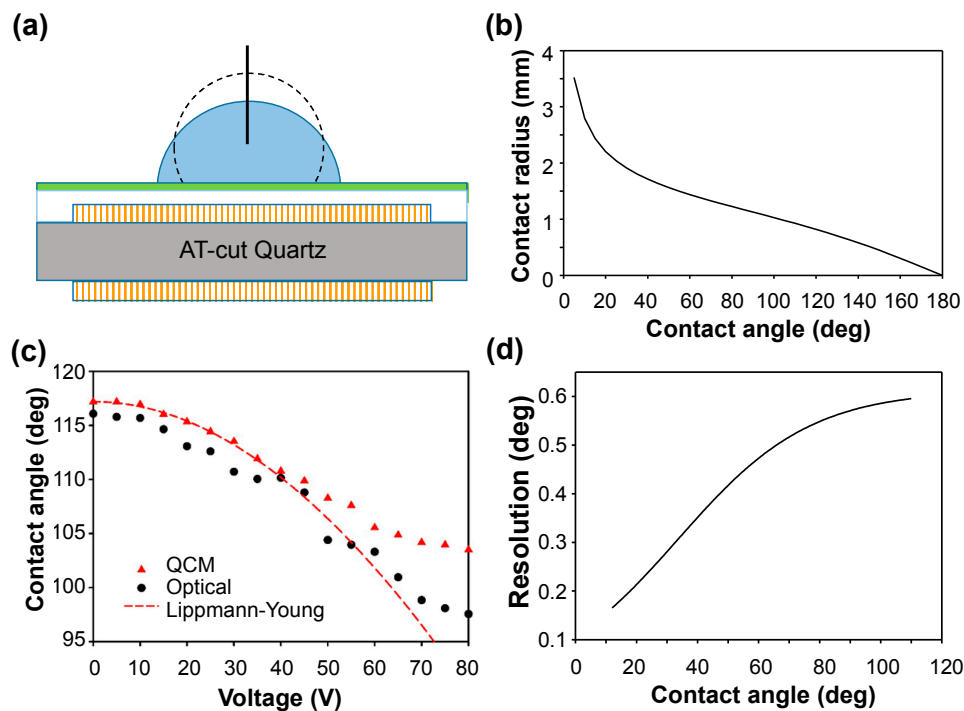 (a)
AT-cut Quartz
(b)
Contact radius (mm)
4
3
2
1
0
0 20 40 60 80 100 120 140 160 180
Contact angle (deg)
(c)
Contact angle (deg)
120
115
110
105
100
95
QCM
Optical
Lippmann-Young
0 10 20 30 40 50 60 70 80
Voltage (V)
(d)
Resolution (deg)
0.6
0.5
0.4
0.3
0.2
0.1
0 20 40 60 80 100 120
Contact angle (deg)